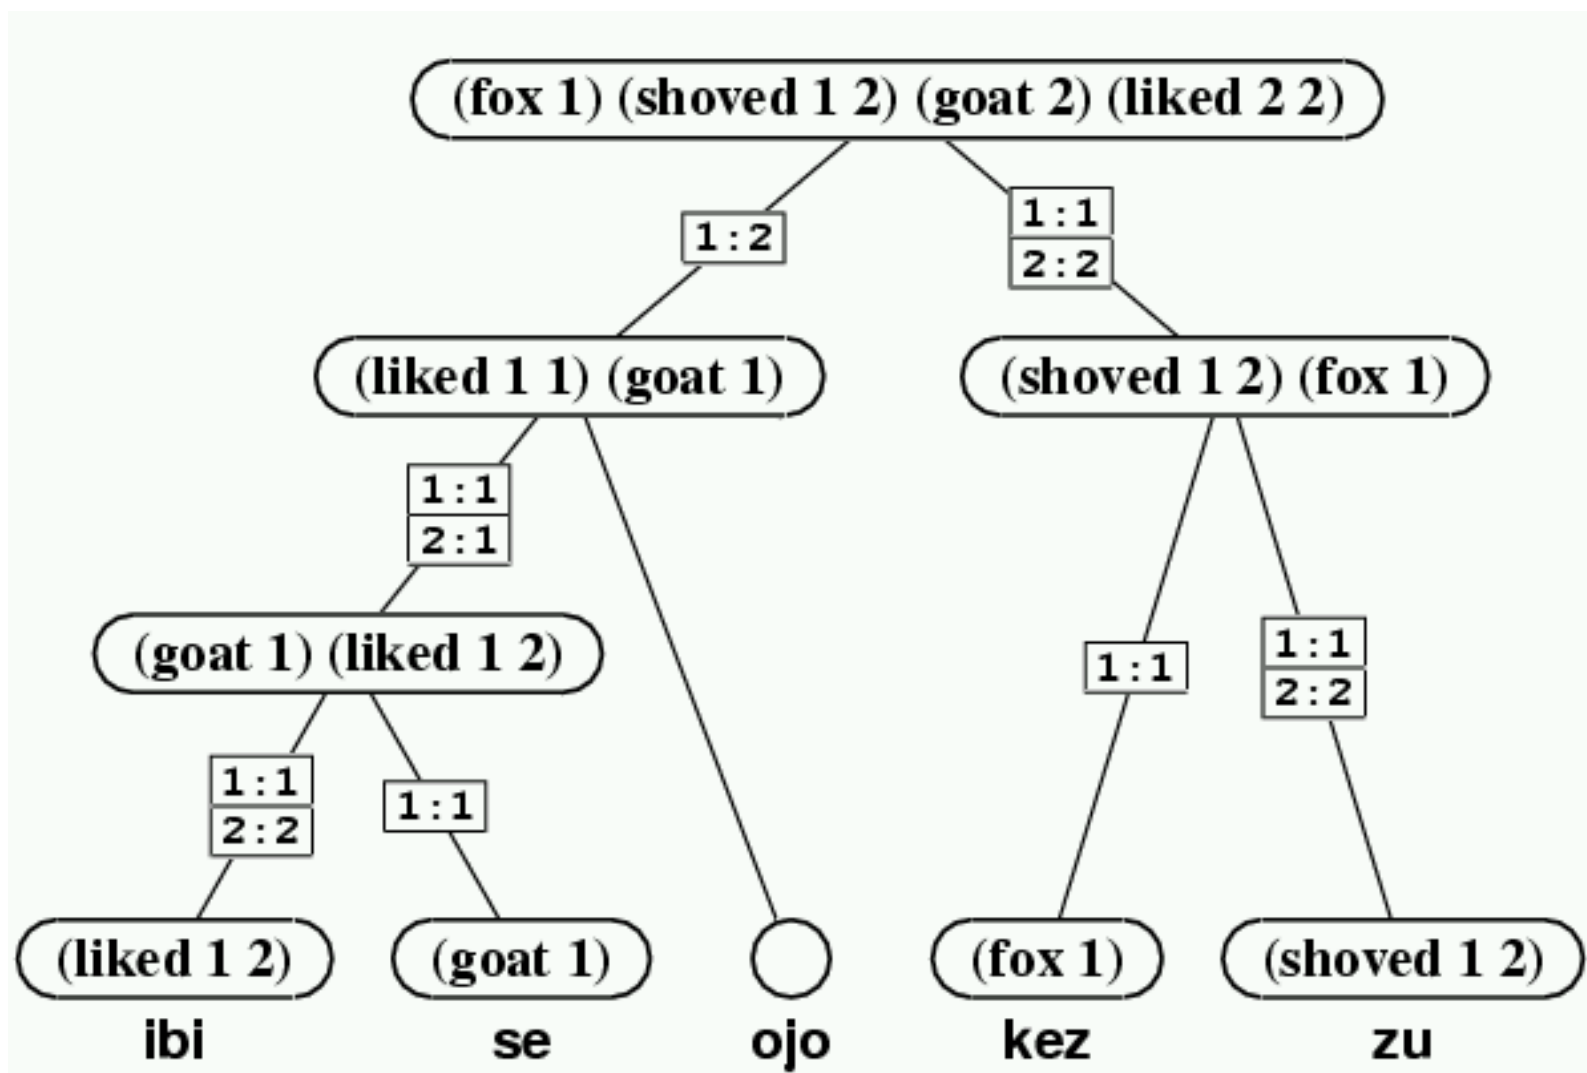 (fox 1) (shoved 1 2) (goat 2) (liked 2 2)
1:2
1:1
2:2
(liked 1 1) (goat 1)
(shoved 1 2) (fox 1)
1:1
2:1
(goat 1) (liked 1 2)
1:1
1:1
2:2
1:1
2:2
1:1
(liked 1 2)
(goat 1)
(fox 1)
(shoved 1 2)
ibi se ojo kez zu